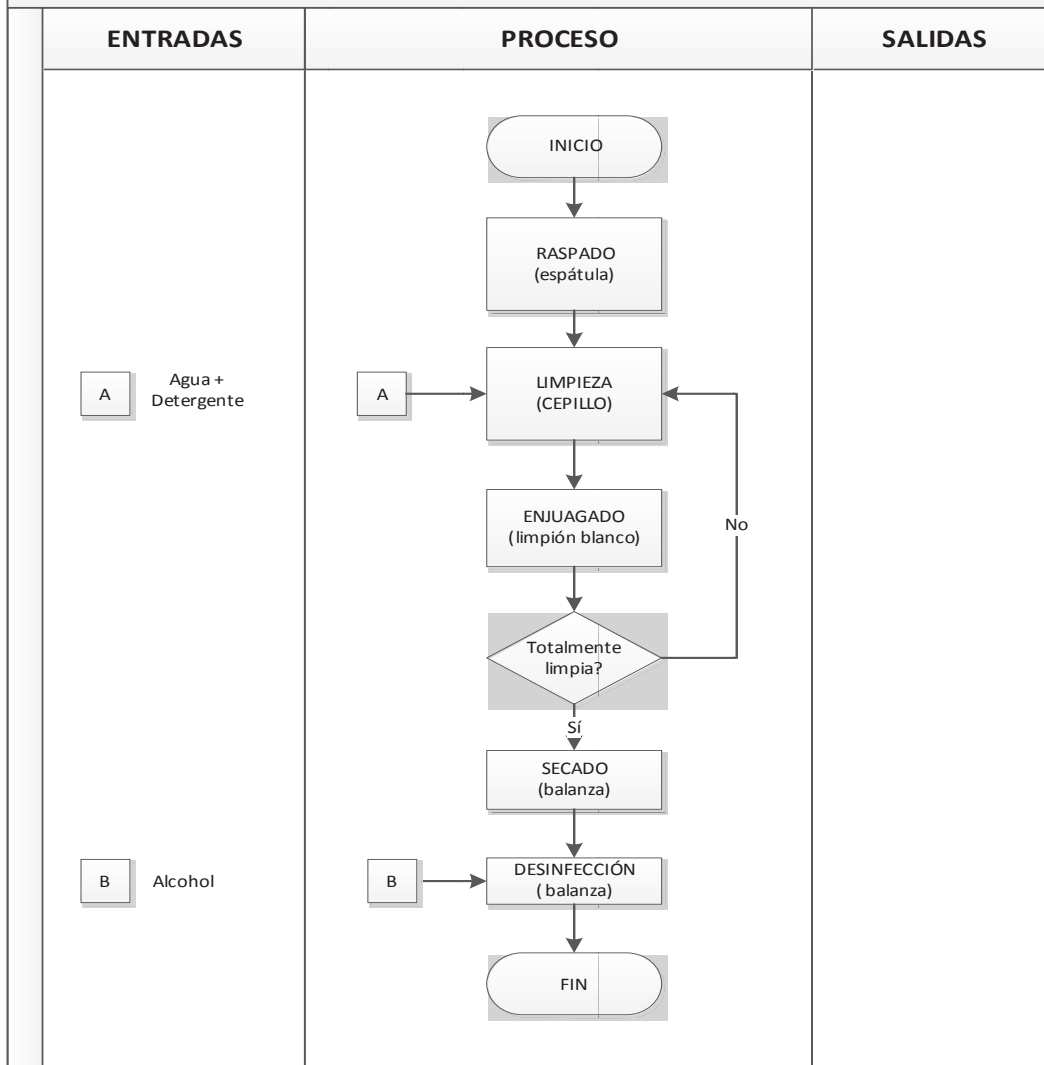 ENTRADAS
PROCESO
SALIDAS
INICIO
RASPADO
(espátula)
A
Agua +
Detergente
A
LIMPIEZA
(CEPILLO)
ENJUAGADO
(limpión blanco)
No
Totalmente
limpia?
Sí
SECADO
(balanza)
B
Alcohol
B
DESINFECCIÓN
( balanza)
FIN